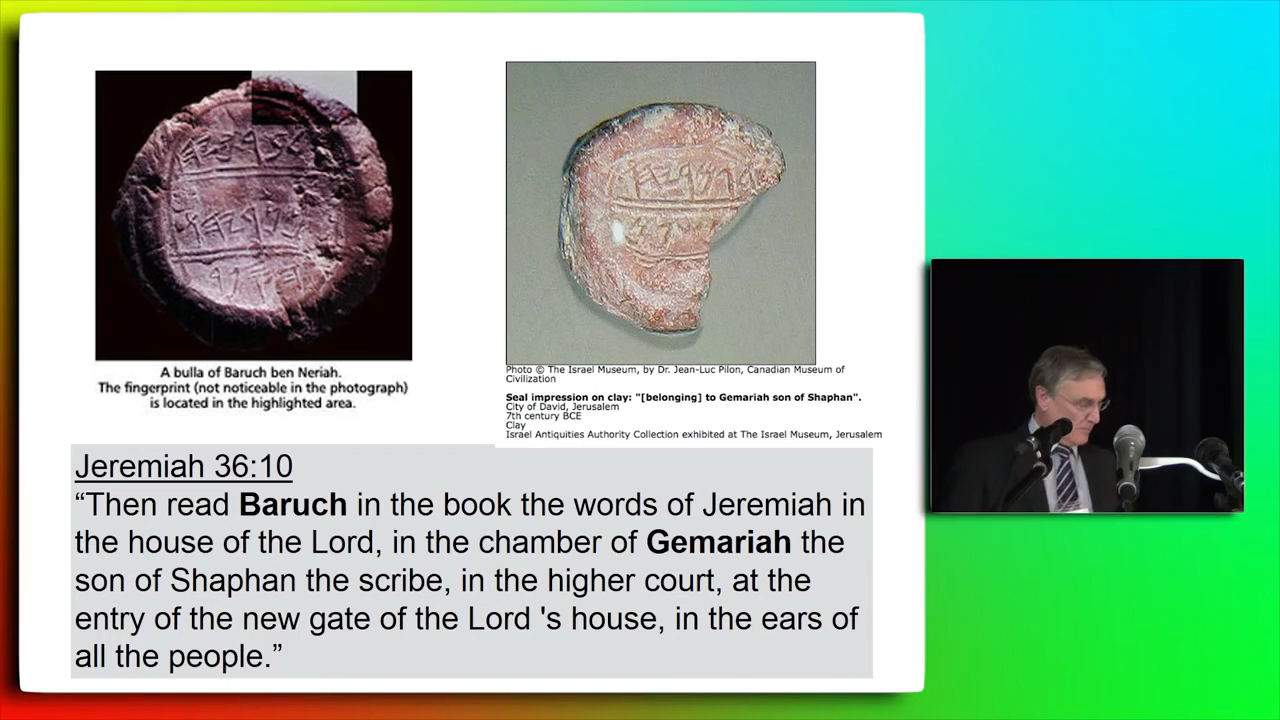 A bulla of Baruch ben Neriah.
The fingerprint (not noticeable in the photograph)
is located in the highlighted area.
Photo © The Israel Museum, by Dr. Jean-Luc Pilon, Canadian Museum of
Civilization
Seal impression on clay: "[belonging] to Gemariah son of Shaphan".
City of David, Jerusalem
7th century BCE
Clay
Israel Antiquities Authority Collection exhibited at The Israel Museum, Jerusalem
Jeremiah 36:10
“Then read Baruch in the book the words of Jeremiah in
the house of the Lord, in the chamber of Gemariah the
son of Shaphan the scribe, in the higher court, at the
entry of the new gate of the Lord 's house, in the ears of
all the people.”